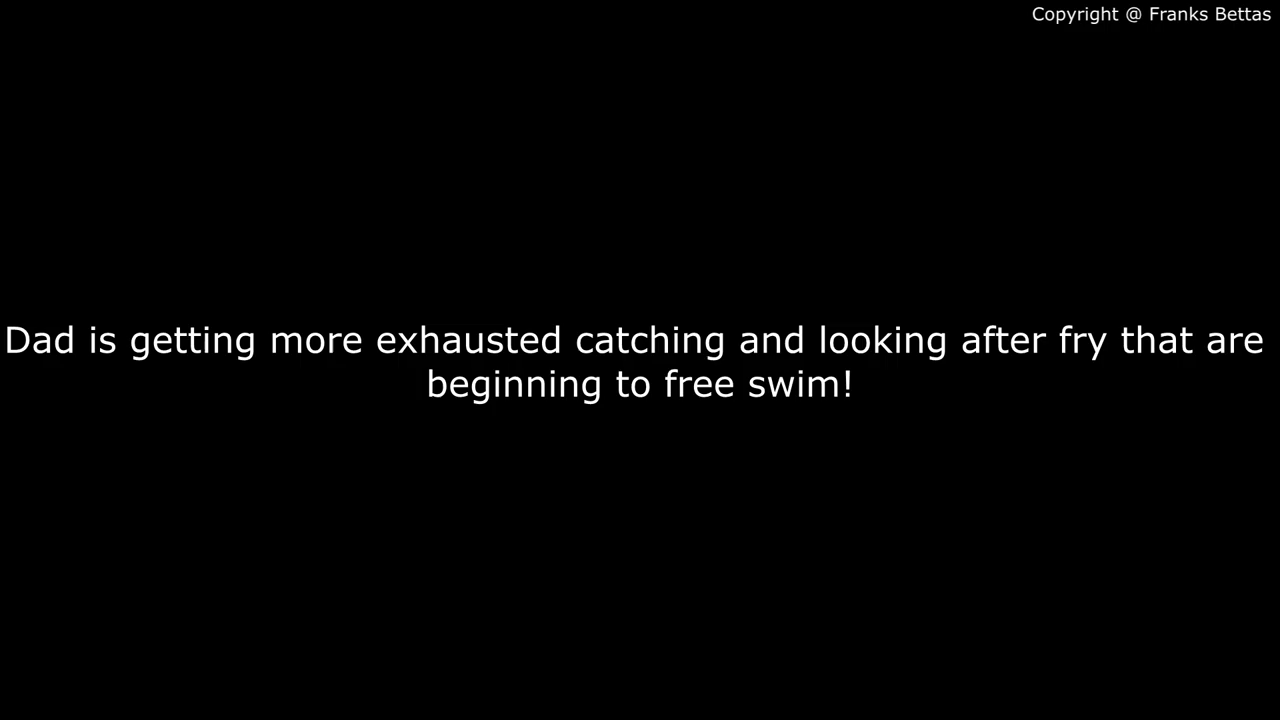 Copyright @ Franks Bettas
Dad is getting more exhausted catching and looking after fry that are
beginning to free swim!